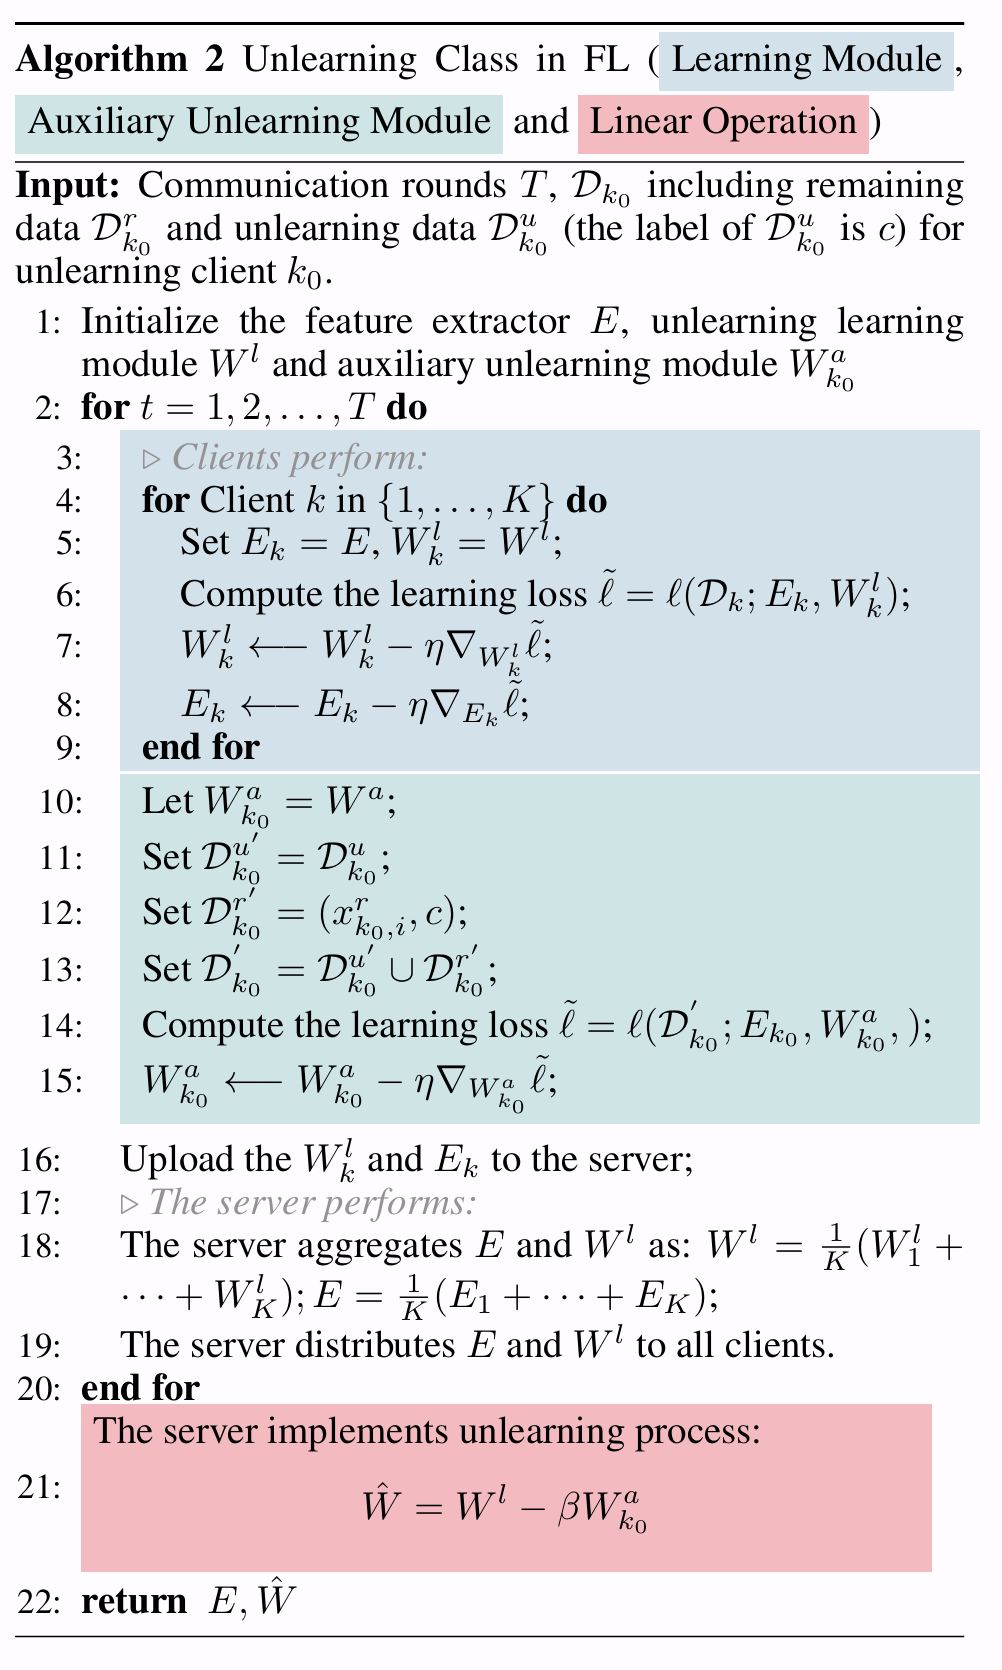 Algorithm 2 Unlearning Class in FL ( Learning Module ,
Auxiliary Unlearning Module and Linear Operation )
Input: Communication rounds $T$, $\mathcal{D}_{k_0}$ including remaining
data $\mathcal{D}_{k_0}^r$ and unlearning data $\mathcal{D}_{k_0}^u$ (the label of $\mathcal{D}_{k_0}^u$ is $c$) for
unlearning client $k_0$.
1: Initialize the feature extractor $E$, unlearning learning
module $W^l$ and auxiliary unlearning module $W_{k_0}^a$
2: for $t = 1, 2, \ldots, T$ do
3: ▷ Clients perform:
4: for Client $k$ in $\{1, \ldots, K\}$ do
5: Set $E_k = E, W_k^l = W^l$;
6: Compute the learning loss $\tilde{\ell} = \ell(\mathcal{D}_k; E_k, W_k^l)$;
7: $W_k^l \longleftarrow W_k^l - \eta\nabla_{W_k^l}\tilde{\ell}$;
8: $E_k \longleftarrow E_k - \eta\nabla_{E_k}\tilde{\ell}$;
9: end for
10: Let $W_{k_0}^a = W^a$;
11: Set $\mathcal{D}_{k_0}^{u'} = \mathcal{D}_{k_0}^u$;
12: Set $\mathcal{D}_{k_0}^{r'} = (x_{k_0,i}^r, c)$;
13: Set $\mathcal{D}_{k_0}^{'} = \mathcal{D}_{k_0}^{u'} \cup \mathcal{D}_{k_0}^{r'}$;
14: Compute the learning loss $\tilde{\ell} = \ell(\mathcal{D}_{k_0}^{'}; E_{k_0}, W_{k_0}^a, )$;
15: $W_{k_0}^a \longleftarrow W_{k_0}^a - \eta\nabla_{W_{k_0}^a}\tilde{\ell}$;
16: Upload the $W_k^l$ and $E_k$ to the server;
17: ▷ The server performs:
18: The server aggregates $E$ and $W^l$ as: $W^l = \frac{1}{K}(W_1^l +$
$\cdots + W_K^l); E = \frac{1}{K}(E_1 + \cdots + E_K)$;
19: The server distributes $E$ and $W^l$ to all clients.
20: end for
The server implements unlearning process:
21: $\hat{W} = W^l - \beta W_{k_0}^a$
22: return $E, \hat{W}$